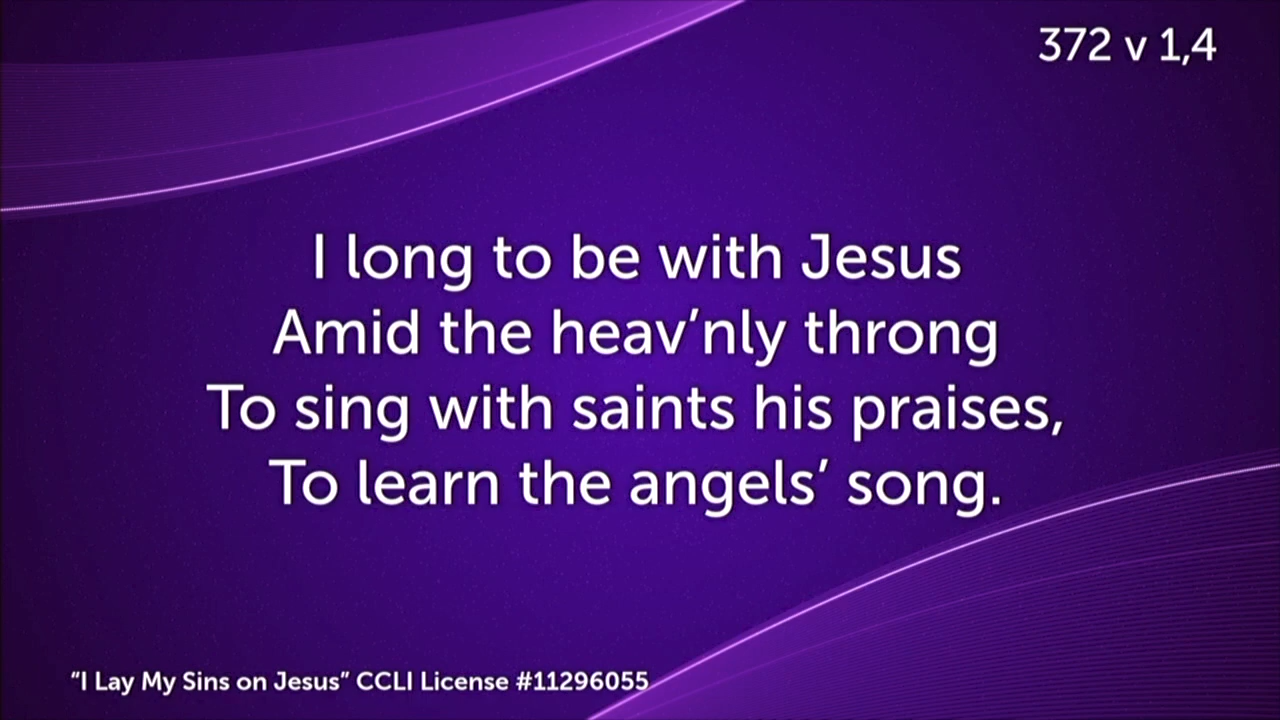 372 v 1,4
I long to be with Jesus
Amid the heav’nly throng
To sing with saints his praises,
To learn the angels’ song.
“I Lay My Sins on Jesus” CCLI License #11296055